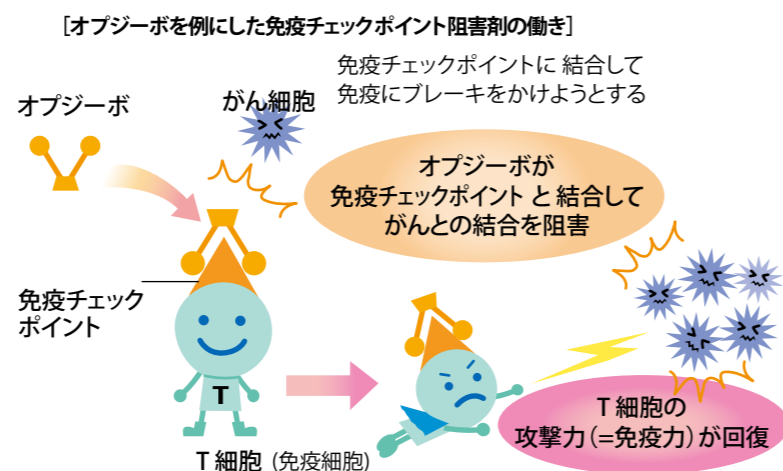 [オプジーボを例にした免疫チェックポイント阻害剤の働き]
オプジーボ
がん細胞
免疫チェックポイントに 結合して
免疫にブレーキをかけようとする
オプジーボが
免疫チェックポイント と 結合して
がんとの結合を阻害
免疫チェック
ポイント
T
T 細胞 (免疫細胞)
T 細胞の
攻撃力(=免疫力)が回復